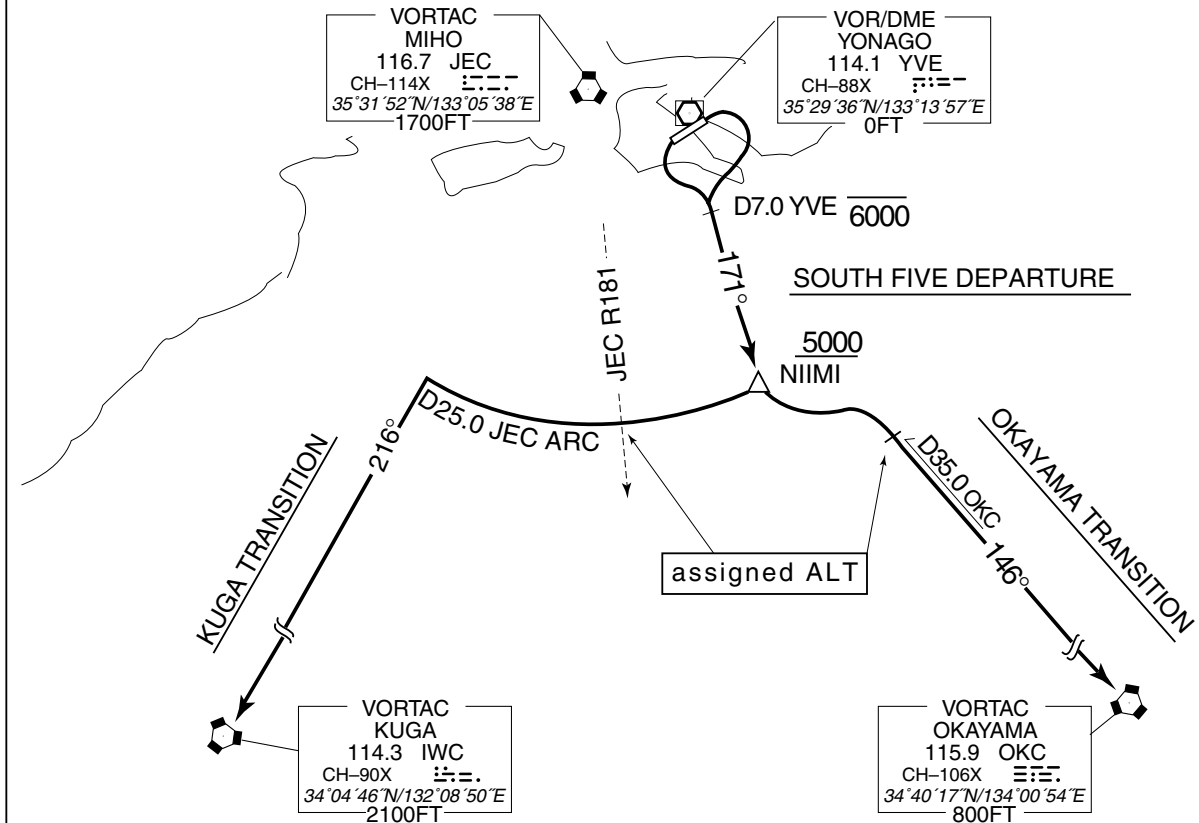 VORTAC
MIHO
116.7 JEC
CH–114X
35°31´52˝N/133°05´38˝E
1700FT
VOR/DME
YONAGO
114.1 YVE
CH–88X
35°29´36˝N/133°13´57˝E
0FT
D7.0 YVE 6000
171°
SOUTH FIVE DEPARTURE
JEC R181
5000
NIIMI
D25.0 JEC ARC
216°
KUGA TRANSITION
D35.0 OKC
146°
OKAYAMA TRANSITION
assigned ALT
VORTAC
KUGA
114.3 IWC
CH–90X
34°04´46˝N/132°08´50˝E
2100FT
VORTAC
OKAYAMA
115.9 OKC
CH–106X
34°40´17˝N/134°00´54˝E
800FT